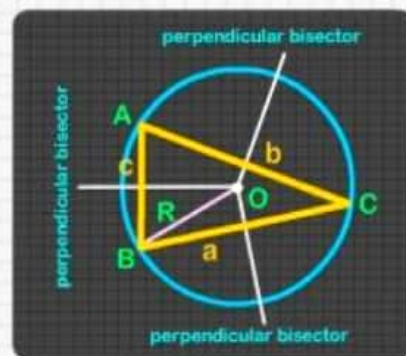 perpendicular bisector
perpendicular bisector
A
c
b
R
O
C
B
a
perpendicular bisector